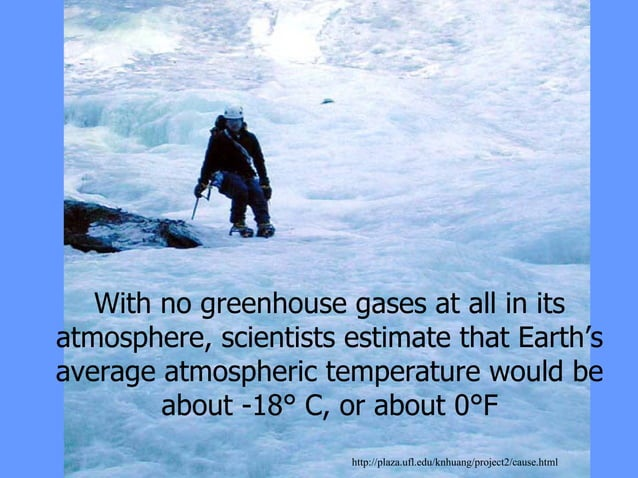 With no greenhouse gases at all in its
atmosphere, scientists estimate that Earth’s
average atmospheric temperature would be
about -18° C, or about 0°F
http://plaza.ufl.edu/knhuang/project2/cause.html